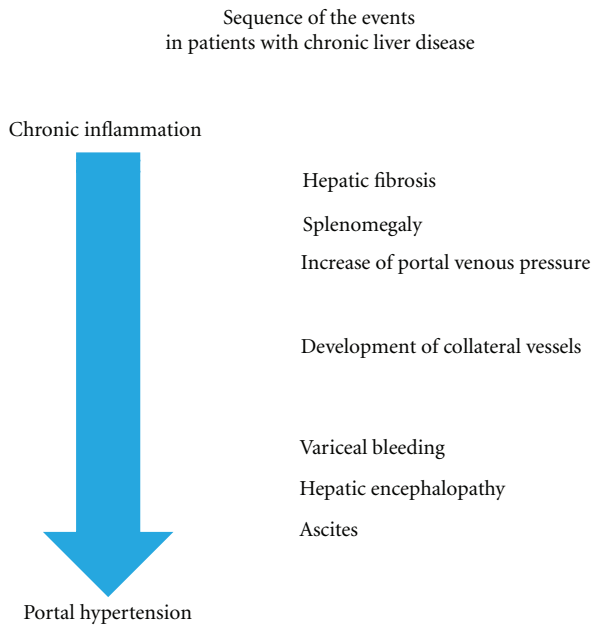 Sequence of the events
in patients with chronic liver disease
Chronic inflammation
Hepatic fibrosis
Splenomegaly
Increase of portal venous pressure
Development of collateral vessels
Variceal bleeding
Hepatic encephalopathy
Ascites
Portal hypertension